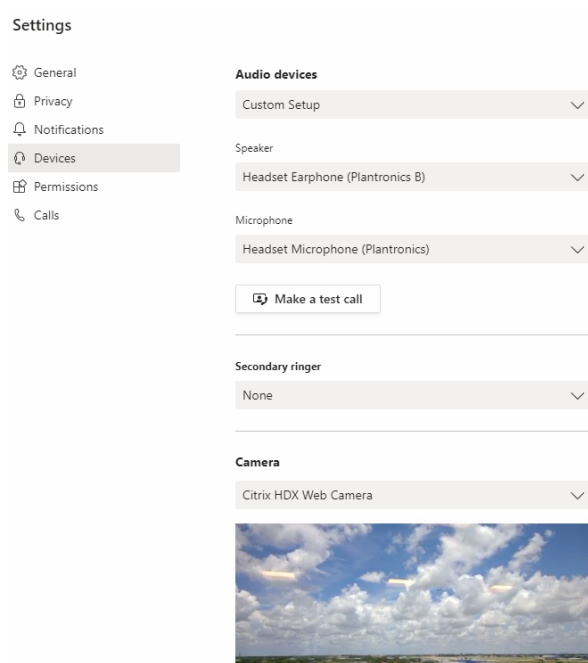 Settings
General
Privacy
Notifications
Devices
Permissions
Calls
Audio devices
Custom Setup
Speaker
Headset Earphone (Plantronics B)
Microphone
Headset Microphone (Plantronics)
Make a test call
Secondary ringer
None
Camera
Citrix HDX Web Camera